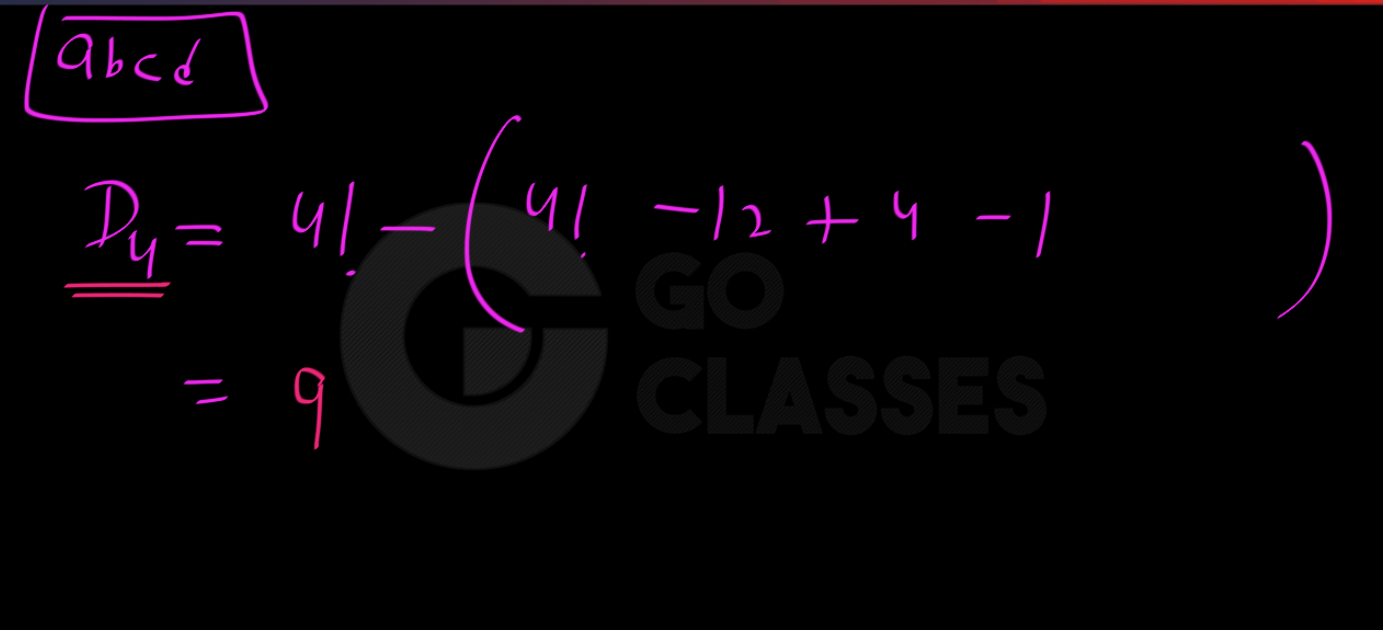 abcd
D4 = 4! - ( 4! - 12 + 4 - 1 )
= 9
GO
CLASSES